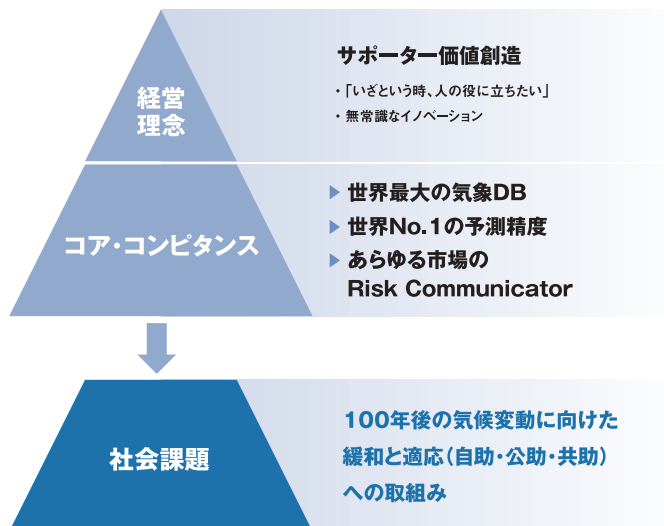 経営
理念
サポーター価値創造
・「いざという時、人の役に立ちたい」
・無常識なイノベーション
コア・コンピタンス
▶ 世界最大の気象DB
▶ 世界No.1の予測精度
▶ あらゆる市場の
Risk Communicator
社会課題
100年後の気候変動に向けた
緩和と適応（自助・公助・共助）
への取組み